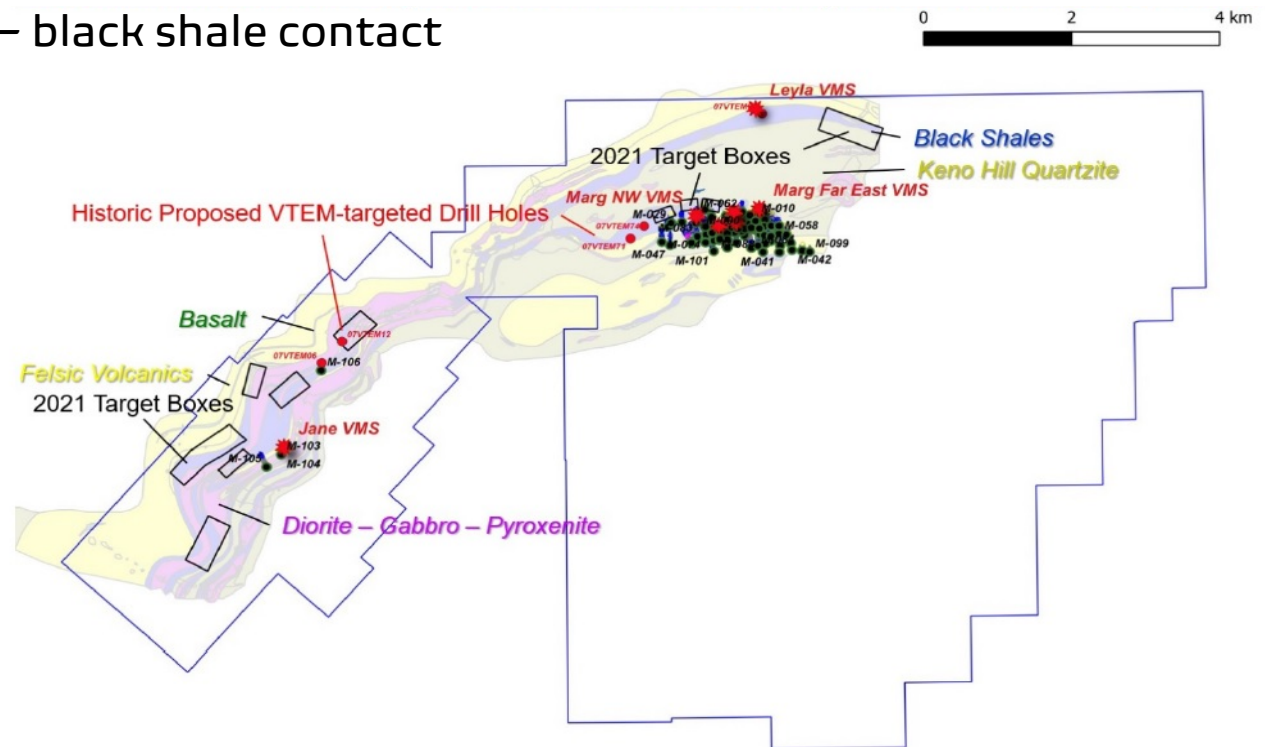 – black shale contact
0 2 4 km
Leyla VMS
07VTEM
2021 Target Boxes
Black Shales
Keno Hill Quartzite
Marg NW VMS
Marg Far East VMS
M-029
M-062
M-010
Historic Proposed VTEM-targeted Drill Holes
07VTEM74
M-058
07VTEM71
M-047
M-101
M-041
M-042
M-099
Basalt
07VTEM12
07VTEM06
M-106
Felsic Volcanics
2021 Target Boxes
Jane VMS
M-103
M-105
M-104
Diorite – Gabbro – Pyroxenite